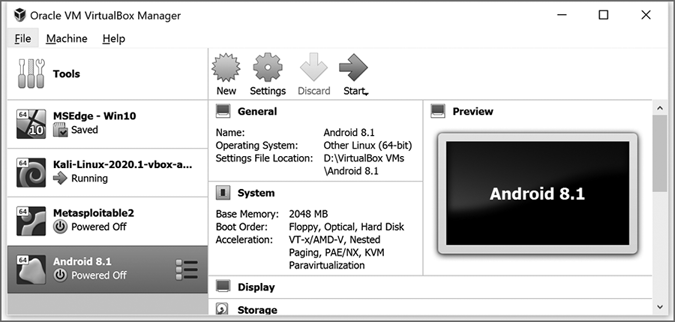 Oracle VM VirtualBox Manager
File Machine Help
Tools
New Settings Discard Start
64 10 MSEdge - Win10
Saved
64 Kali-Linux-2020.1-vbox-a...
Running
Metasploitable2
Powered Off
64 Android 8.1
Powered Off
General
Name: Android 8.1
Operating System: Other Linux (64-bit)
Settings File Location: D:\VirtualBox VMs
\Android 8.1
System
Base Memory: 2048 MB
Boot Order: Floppy, Optical, Hard Disk
Acceleration: VT-x/AMD-V, Nested
Paging, PAE/NX, KVM
Paravirtualization
Display
Storage
Preview
Android 8.1